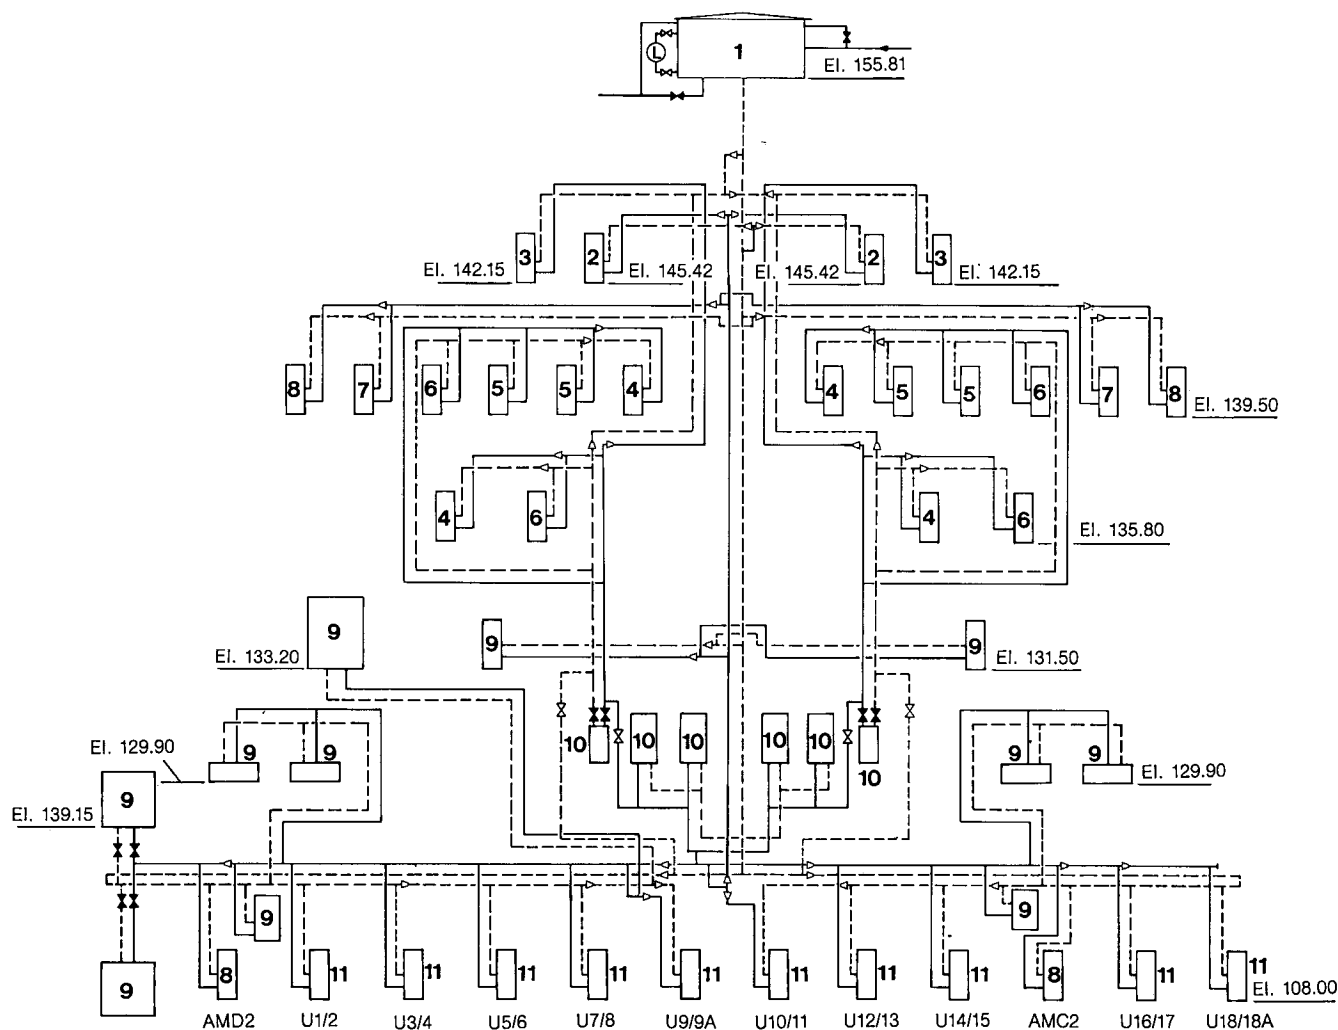 L
1
El. 155.81
3
2
2
3
El. 142.15
El. 145.42
El. 145.42
El. 142.15
8
7
6
5
5
4
4
5
5
6
7
8
El. 139.50
4
6
4
6
El. 135.80
9
9
9
El. 133.20
El. 131.50
10
10
10
10
10
10
El. 129.90
9
9
9
9
El. 129.90
9
El. 139.15
9
9
9
8
11
11
11
11
11
11
11
11
8
11
11
El. 108.00
AMD2
U1/2
U3/4
U5/6
U7/8
U9/9A
U10/11
U12/13
U14/15
AMC2
U16/17
U18/18A